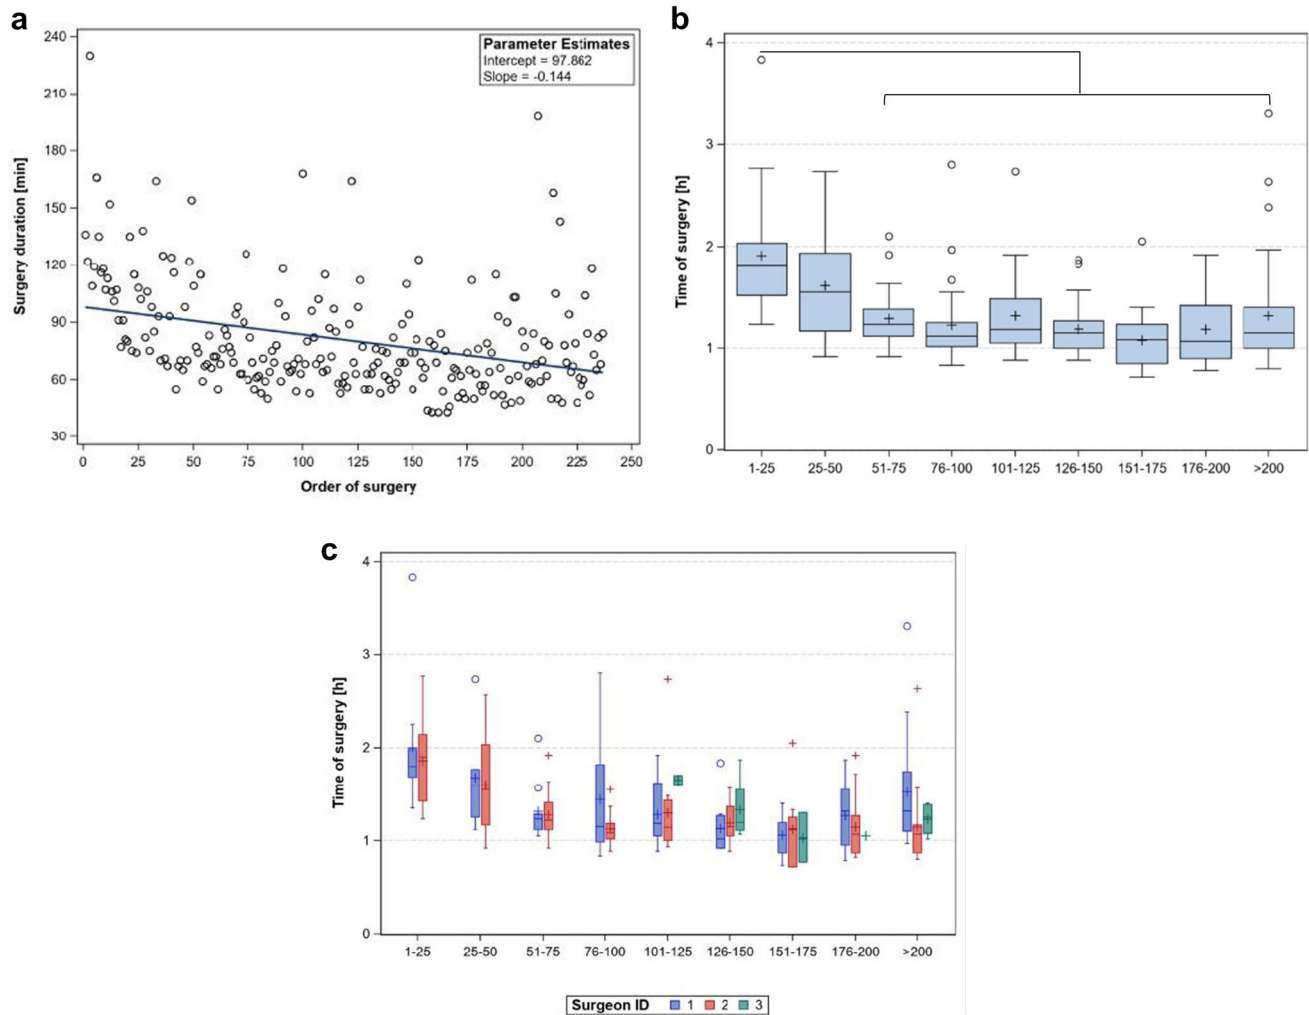 a
240
210
180
150
120
90
60
30
Surgery duration [min]
Parameter Estimates
Intercept = 97.862
Slope = -0.144
0 25 50 75 100 125 150 175 200 225 250
Order of surgery
b
4
3
2
1
0
Time of surgery [h]
1-25 25-50 51-75 76-100 101-125 126-150 151-175 176-200 >200
c
4
3
2
1
0
Time of surgery [h]
1-25 25-50 51-75 76-100 101-125 126-150 151-175 176-200 >200
Surgeon ID 1 2 3